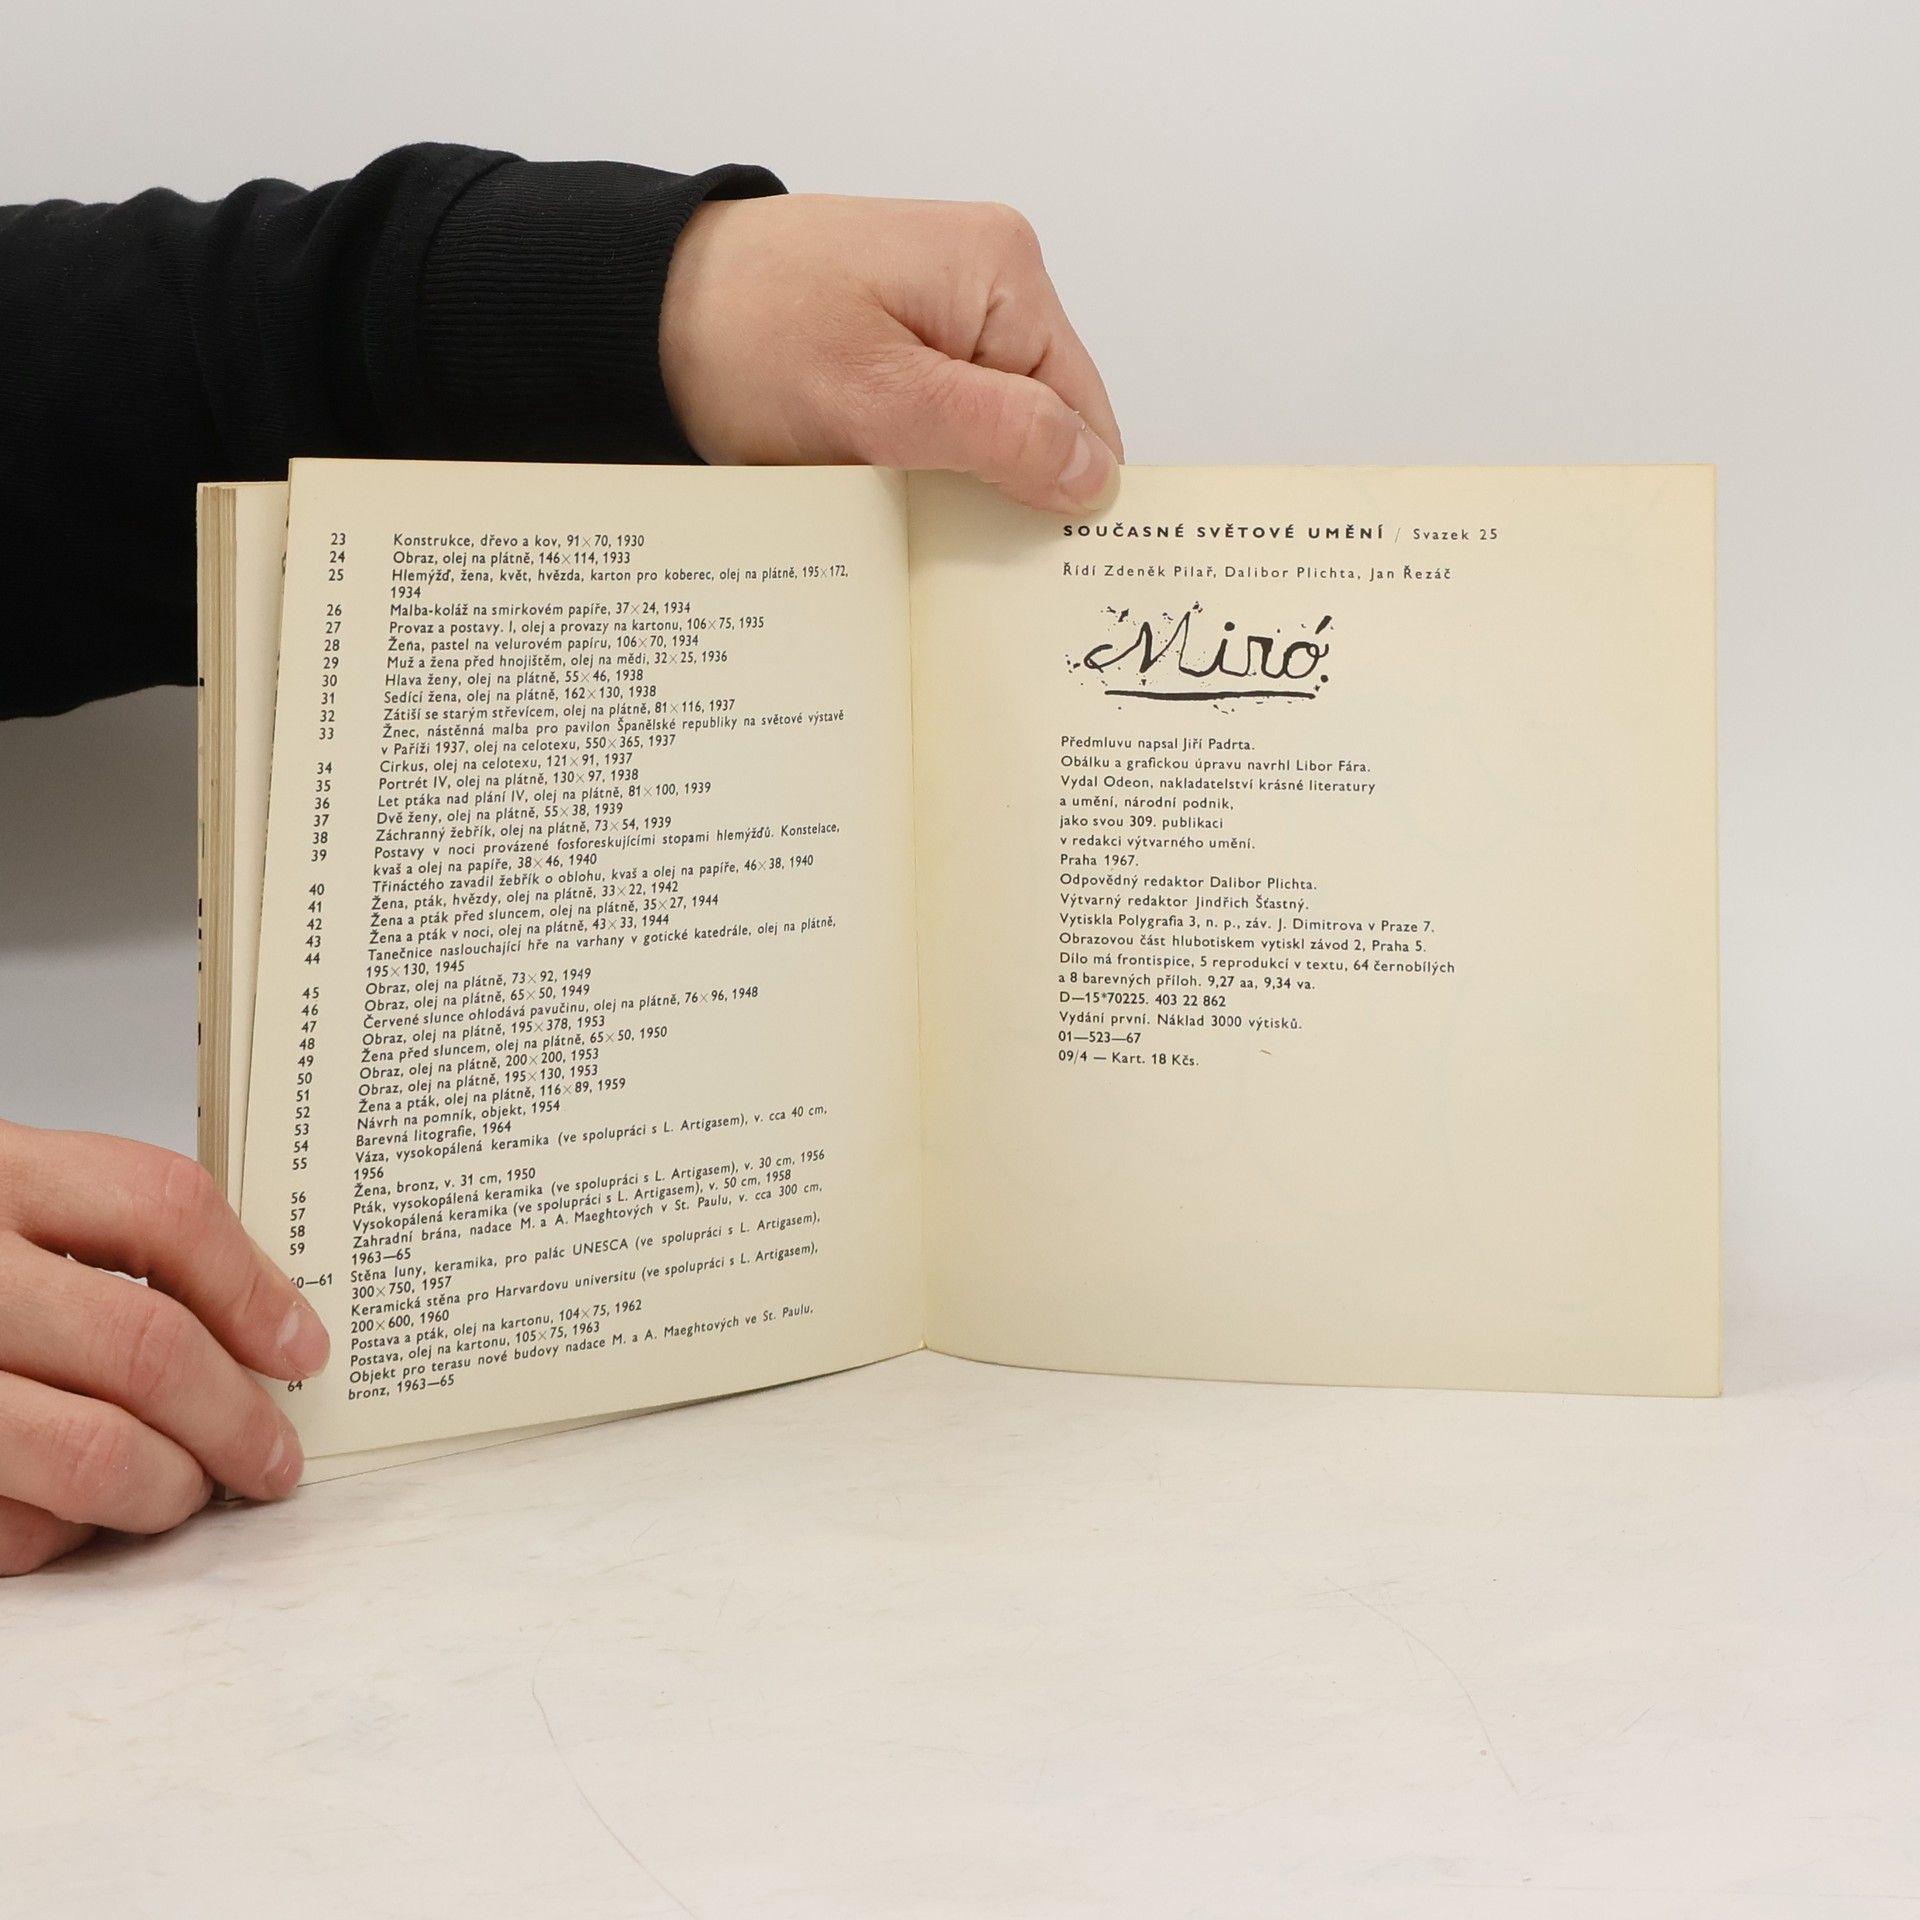 23 Konstrukce, dřevo a kov, 91×70, 1930
24 Obraz, olej na plátně, 146×114, 1933
25 Hlemýžď, žena, květ, hvězda, karton pro koberec, olej na plátně, 195×172,
1934
26 Malba-koláž na smirkovém papíře, 37×24, 1934
27 Provaz a postavy. I, olej a provazy na kartonu, 106×75, 1935
28 Žena, pastel na velurovém papíru, 106×70, 1934
29 Muž a žena před hnojištěm, olej na mědi, 32×25, 1936
30 Hlava ženy, olej na plátně, 55×46, 1938
31 Sedící žena, olej na plátně, 162×130, 1938
32 Zátiší se starým střevícem, olej na plátně, 81×116, 1937
33 Žnec, nástěnná malba pro pavilon Španělské republiky na světové výstavě
v Paříži 1937, olej na celotexu, 550×365, 1937
34 Cirkus, olej na celotexu, 121×91, 1937
35 Portrét IV, olej na plátně, 130×97, 1938
36 Let ptáka nad plání IV, olej na plátně, 81×100, 1939
37 Dvě ženy, olej na plátně, 55×38, 1939
38 Záchranný žebřík, olej na plátně, 73×54, 1939
39 Postavy v noci provázené fosforeskujícími stopami hlemýžďů. Konstelace,
kvaš a olej na papíře, 38×46, 1940
40 Třináctého zavadil žebřík o oblohu, kvaš a olej na papíře, 46×38, 1940
41 Žena, pták, hvězdy, olej na plátně, 33×22, 1942
42 Žena a pták před sluncem, olej na plátně, 35×27, 1944
43 Žena a pták v noci, olej na plátně, 43×33, 1944
44 Tanečnice naslouchající hře na varhany v gotické katedrále, olej na plátně,
195×130, 1945
45 Obraz, olej na plátně, 73×92, 1949
46 Obraz, olej na plátně, 65×50, 1949
47 Červené slunce ohlodává pavučinu, olej na plátně, 76×96, 1948
48 Obraz, olej na plátně, 195×378, 1953
49 Žena před sluncem, olej na plátně, 65×50, 1950
50 Obraz, olej na plátně, 200×200, 1953
51 Obraz, olej na plátně, 195×130, 1953
52 Žena a pták, olej na plátně, 116×89, 1959
53 Návrh na pomník, objekt, 1954
54 Barevná litografie, 1964
55 Váza, vysokopálená keramika (ve spolupráci s L. Artigasem), v. cca 40 cm,
1956
56 Žena, bronz, v. 31 cm, 1950
57 Pták, vysokopálená keramika (ve spolupráci s L. Artigasem), v. 30 cm, 1956
58 Vysokopálená keramika (ve spolupráci s L. Artigasem), v. 50 cm, 1958
59 Zahradní brána, nadace M. a A. Maeghtových v St. Paulu, v. cca 300 cm,
1963—65
60—61 Stěna luny, keramika, pro palác UNESCA (ve spolupráci s L. Artigasem),
300×750, 1957
Keramická stěna pro Harvardovu universitu (ve spolupráci s L. Artigasem),
200×600, 1960
Postava a pták, olej na kartonu, 104×75, 1962
Postava, olej na kartonu, 105×75, 1963
64 Objekt pro terasu nové budovy nadace M. a A. Maeghtových ve St. Paulu,
bronz, 1963—65
SOUČASNÉ SVĚTOVÉ UMĚNÍ / Svazek 25
Řídí Zdeněk Pilař, Dalibor Plichta, Jan Řezáč
Miró.
Předmluvu napsal Jiří Padrta.
Obálku a grafickou úpravu navrhl Libor Fára.
Vydal Odeon, nakladatelství krásné literatury
a umění, národní podnik,
jako svou 309. publikaci
v redakci výtvarného umění.
Praha 1967.
Odpovědný redaktor Dalibor Plichta.
Výtvarný redaktor Jindřich Šťastný.
Vytiskla Polygrafia 3, n. p., záv. J. Dimitrova v Praze 7.
Obrazovou část hlubotiskem vytiskl závod 2, Praha 5.
Dílo má frontispice, 5 reprodukcí v textu, 64 černobílých
a 8 barevných příloh. 9,27 aa, 9,34 va.
D—15*70225. 403 22 862
Vydání první. Náklad 3000 výtisků.
01—523—67
09/4 — Kart. 18 Kčs.